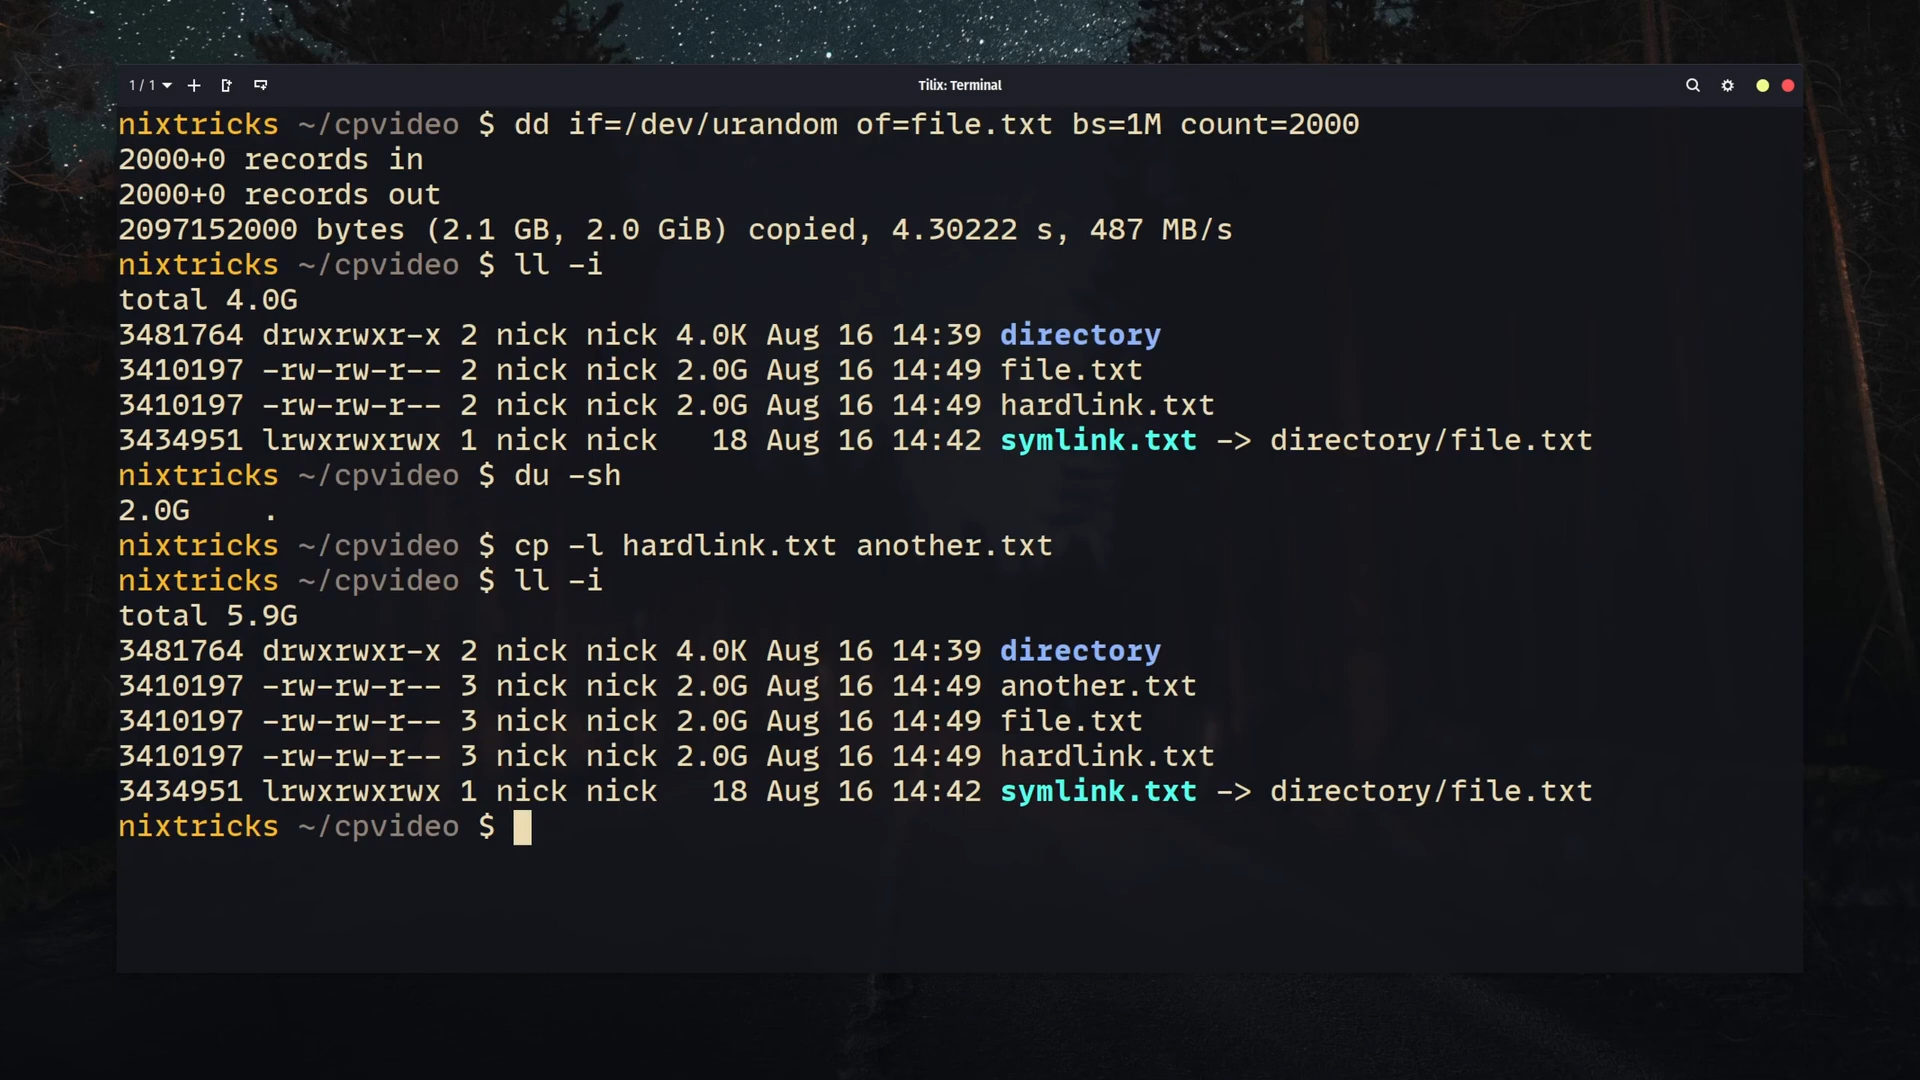 1 / 1
Tilix: Terminal
nixtricks ~/cpvideo $ dd if=/dev/urandom of=file.txt bs=1M count=2000
2000+0 records in
2000+0 records out
2097152000 bytes (2.1 GB, 2.0 GiB) copied, 4.30222 s, 487 MB/s
nixtricks ~/cpvideo $ ll -i
total 4.0G
3481764 drwxrwxr-x 2 nick nick 4.0K Aug 16 14:39 directory
3410197 -rw-rw-r-- 2 nick nick 2.0G Aug 16 14:49 file.txt
3410197 -rw-rw-r-- 2 nick nick 2.0G Aug 16 14:49 hardlink.txt
3434951 lrwxrwxrwx 1 nick nick   18 Aug 16 14:42 symlink.txt -> directory/file.txt
nixtricks ~/cpvideo $ du -sh
2.0G    .
nixtricks ~/cpvideo $ cp -l hardlink.txt another.txt
nixtricks ~/cpvideo $ ll -i
total 5.9G
3481764 drwxrwxr-x 2 nick nick 4.0K Aug 16 14:39 directory
3410197 -rw-rw-r-- 3 nick nick 2.0G Aug 16 14:49 another.txt
3410197 -rw-rw-r-- 3 nick nick 2.0G Aug 16 14:49 file.txt
3410197 -rw-rw-r-- 3 nick nick 2.0G Aug 16 14:49 hardlink.txt
3434951 lrwxrwxrwx 1 nick nick   18 Aug 16 14:42 symlink.txt -> directory/file.txt
nixtricks ~/cpvideo $